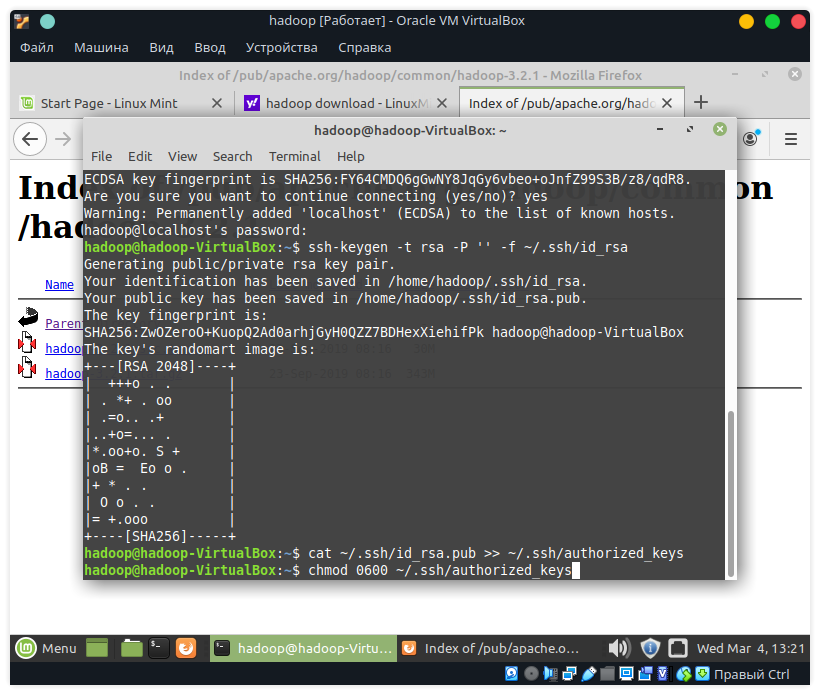 hadoop [Работает] - Oracle VM VirtualBox
Файл Машина Вид Ввод Устройства Справка
Index of /pub/apache.org/hadoop/common/hadoop-3.2.1 - Mozilla Firefox
Start Page - Linux Mint
hadoop download - LinuxM
Index of /pub/apache.org/hado
hadoop@hadoop-VirtualBox: ~
File Edit View Search Terminal Help
ECDSA key fingerprint is SHA256:FY64CMDQ6gGwNY8JqGy6vbeo+oJnfZ99S3B/z8/qdR8.
Are you sure you want to continue connecting (yes/no)? yes
Warning: Permanently added 'localhost' (ECDSA) to the list of known hosts.
hadoop@localhost's password:
hadoop@hadoop-VirtualBox:~$ ssh-keygen -t rsa -P '' -f ~/.ssh/id_rsa
Generating public/private rsa key pair.
Your identification has been saved in /home/hadoop/.ssh/id_rsa.
Your public key has been saved in /home/hadoop/.ssh/id_rsa.pub.
The key fingerprint is:
SHA256:ZwOZeroO+KuopQ2Ad0arhjGyH0QZZ7BDHexXiehifPk hadoop@hadoop-VirtualBox
The key's randomart image is:
+---[RSA 2048]----+
|  +++o . .       |
| . *+ . oo       |
| .=o.. .+        |
|..+o=... .       |
|*.oo+o. S +      |
|oB =  Eo o .     |
|+ * . .          |
| O o . .         |
|= +.ooo          |
+----[SHA256]-----+
hadoop@hadoop-VirtualBox:~$ cat ~/.ssh/id_rsa.pub >> ~/.ssh/authorized_keys
hadoop@hadoop-VirtualBox:~$ chmod 0600 ~/.ssh/authorized_keys
Ind
common
/had
Name
Paren
hadoo
hadoo
Menu
hadoop@hadoop-Virtu...
Index of /pub/apache.o...
Wed Mar 4, 13:21
Правый Ctrl